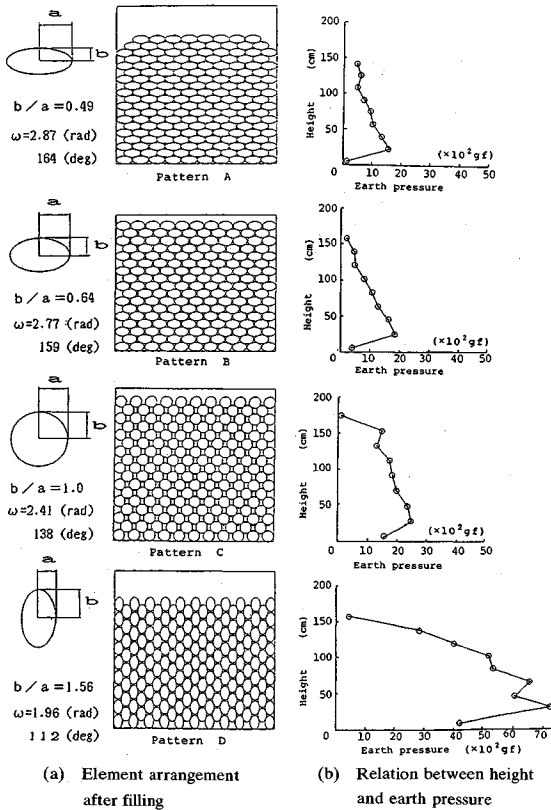 a
b
b/a=0.49
ω=2.87 (rad)
164 (deg)
Pattern A
Height (cm)
200
150
100
50
0
10
20
30
40
50
(×10²gf)
Earth pressure
a
b
b/a=0.64
ω=2.77 (rad)
159 (deg)
Pattern B
Height (cm)
200
150
100
50
0
10
20
30
40
50
(×10²gf)
Earth pressure
a
b
b/a=1.0
ω=2.41 (rad)
138 (deg)
Pattern C
Height (cm)
200
150
100
50
0
10
20
30
40
50
(×10²gf)
Earth pressure
a
b
b/a=1.56
ω=1.96 (rad)
112 (deg)
Pattern D
Height (cm)
200
150
100
50
0
10
20
30
40
50
60
70
Earth pressure (×10²gf)
(a) Element arrangement
after filling
(b) Relation between height
and earth pressure